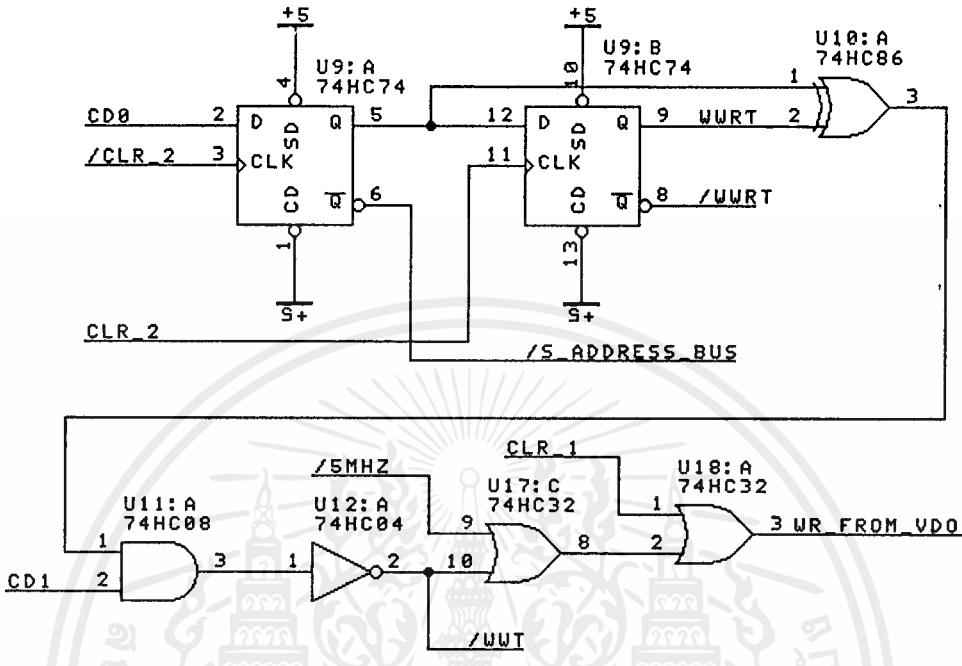 +5
+5
U9:A
74HC74
U9:B
74HC74
U10:A
74HC86
4
10
1
3
CD0
2
D
Q
5
12
D
Q
9
WWRT
2
SD
SD
/CLR_2
3
CLK
11
CLK
CD
Q
6
CD
Q
8
/WWRT
1
13
+5
+5
CLR_2
/S_ADDRESS_BUS
/5MHZ
CLR_1
U11:A
74HC08
U12:A
74HC04
U17:C
74HC32
U18:A
74HC32
1
9
1
3
1
2
10
8
2
3
WR_FROM_VDO
CD1
2
/WWT